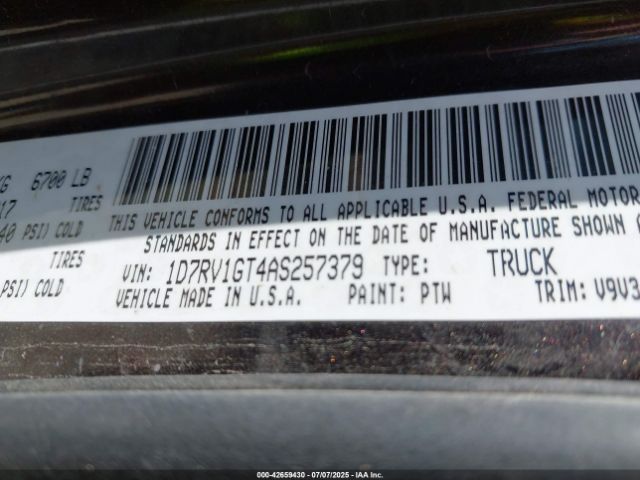 KG 6700 LB
17 TIRES
40 PSI) COLD
TIRES
PSI) COLD
THIS VEHICLE CONFORMS TO ALL APPLICABLE U.S.A. FEDERAL MOTOR
STANDARDS IN EFFECT ON THE DATE OF MANUFACTURE SHOWN A
VIN: 1D7RV1GT4AS257379 TYPE: TRUCK
VEHICLE MADE IN U.S.A. PAINT: PTW TRIM: V9V3
000-42659430 - 07/07/2025 - IAA Inc.